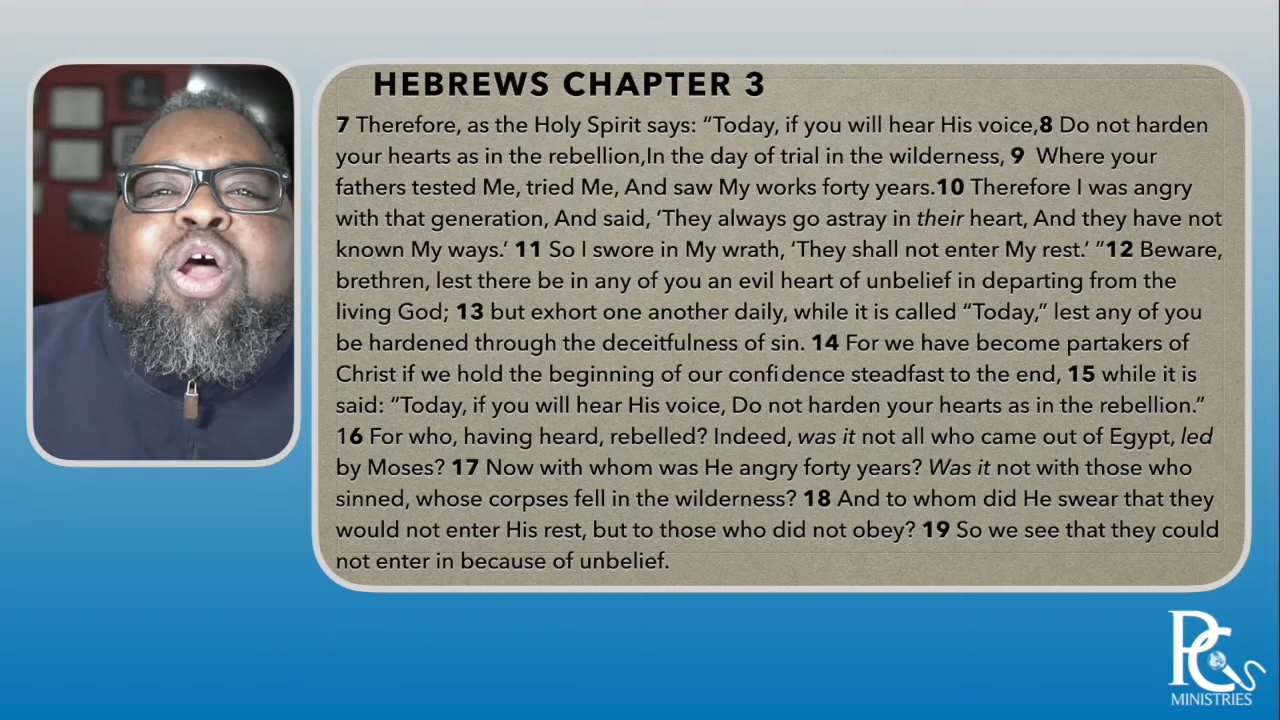 HEBREWS CHAPTER 3
7 Therefore, as the Holy Spirit says: “Today, if you will hear His voice,8 Do not harden
your hearts as in the rebellion,In the day of trial in the wilderness, 9 Where your
fathers tested Me, tried Me, And saw My works forty years.10 Therefore I was angry
with that generation, And said, ‘They always go astray in their heart, And they have not
known My ways.’ 11 So I swore in My wrath, ‘They shall not enter My rest.’ ”12 Beware,
brethren, lest there be in any of you an evil heart of unbelief in departing from the
living God; 13 but exhort one another daily, while it is called “Today,” lest any of you
be hardened through the deceitfulness of sin. 14 For we have become partakers of
Christ if we hold the beginning of our confidence steadfast to the end, 15 while it is
said: “Today, if you will hear His voice, Do not harden your hearts as in the rebellion.”
16 For who, having heard, rebelled? Indeed, was it not all who came out of Egypt, led
by Moses? 17 Now with whom was He angry forty years? Was it not with those who
sinned, whose corpses fell in the wilderness? 18 And to whom did He swear that they
would not enter His rest, but to those who did not obey? 19 So we see that they could
not enter in because of unbelief.
PC
MINISTRIES